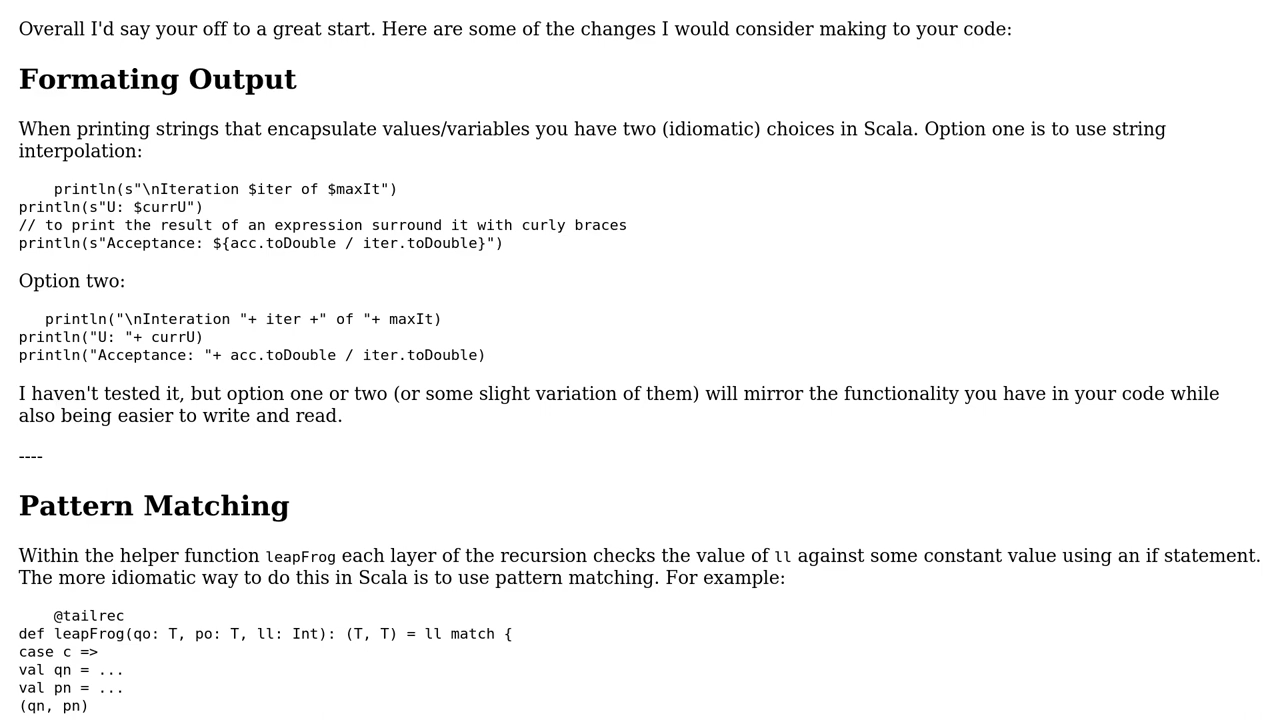 Overall I'd say your off to a great start. Here are some of the changes I would consider making to your code:
Formating Output
When printing strings that encapsulate values/variables you have two (idiomatic) choices in Scala. Option one is to use string
interpolation:
println(s"\nIteration $iter of $maxIt")
println(s"U: $currU")
// to print the result of an expression surround it with curly braces
println(s"Acceptance: ${acc.toDouble / iter.toDouble}")
Option two:
println("\nInteration "+ iter +" of "+ maxIt)
println("U: "+ currU)
println("Acceptance: "+ acc.toDouble / iter.toDouble)
I haven't tested it, but option one or two (or some slight variation of them) will mirror the functionality you have in your code while
also being easier to write and read.
----
Pattern Matching
Within the helper function leapFrog each layer of the recursion checks the value of ll against some constant value using an if statement.
The more idiomatic way to do this in Scala is to use pattern matching. For example:
@tailrec
def leapFrog(qo: T, po: T, ll: Int): (T, T) = ll match {
case c =>
val qn = ...
val pn = ...
(qn, pn)